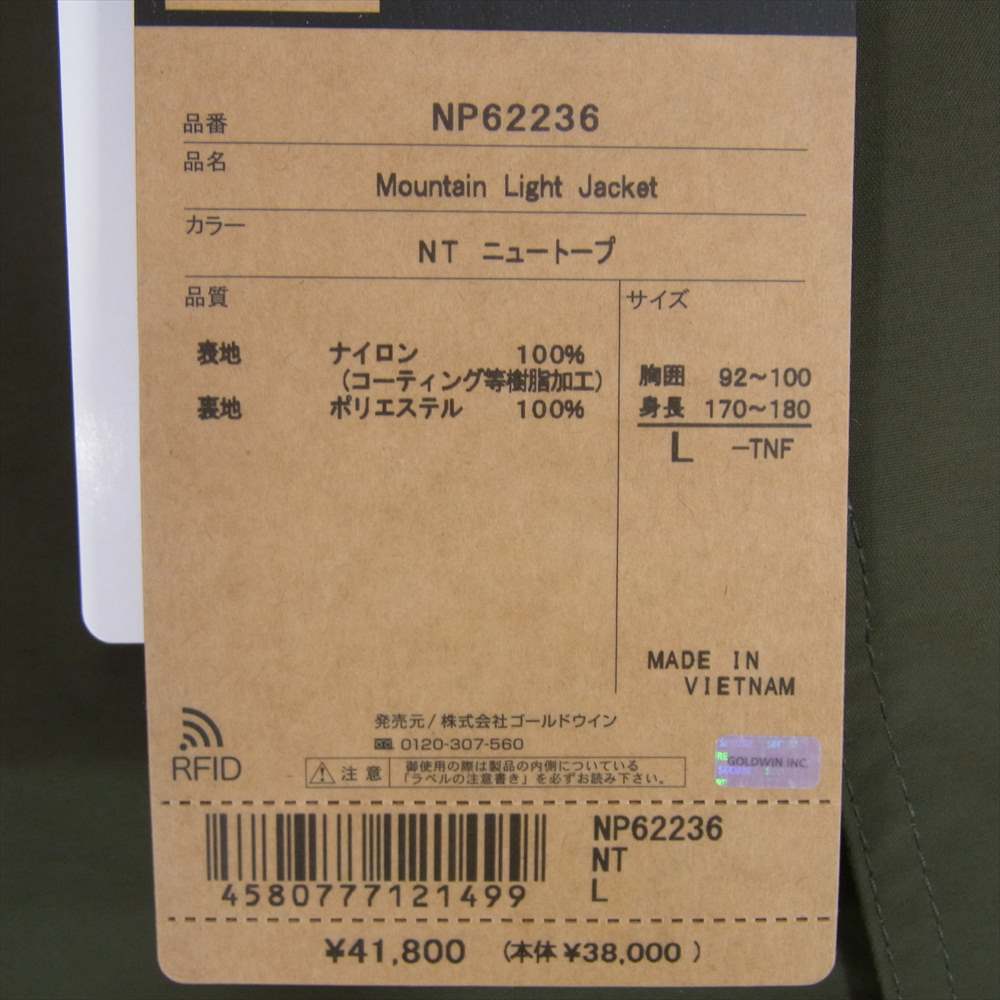 品番 NP62236
品名
Mountain Light Jacket
カラー
NT ニュートープ
品質
表地 ナイロン 100%
(コーティング等樹脂加工)
裏地 ポリエステル 100%
サイズ
胸囲 92～100
身長 170～180
L -TNF
MADE IN
VIETNAM
発売元/株式会社ゴールドウイン
0120-307-560
RFID
注意
御使用の際は製品の内側についている
「ラベルの注意書き」を必ずお読み下さい。
GOLDWIN INC.
NP62236
NT
L
4580777121499
¥41,800 (本体 ¥38,000 )